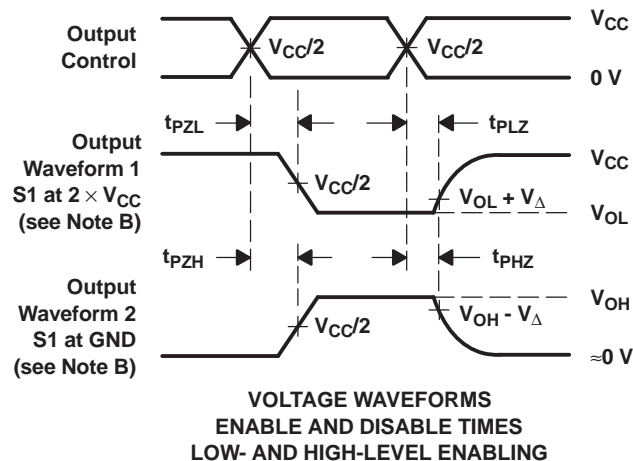 Output
Control
V_CC/2
V_CC/2
V_CC
0 V
t_PZL
t_PLZ
Output
Waveform 1
S1 at 2 × V_CC
(see Note B)
V_CC/2
V_CC
V_OL + V_Δ
V_OL
t_PZH
t_PHZ
Output
Waveform 2
S1 at GND
(see Note B)
V_CC/2
V_OH
V_OH - V_Δ
≈0 V
VOLTAGE WAVEFORMS
ENABLE AND DISABLE TIMES
LOW- AND HIGH-LEVEL ENABLING